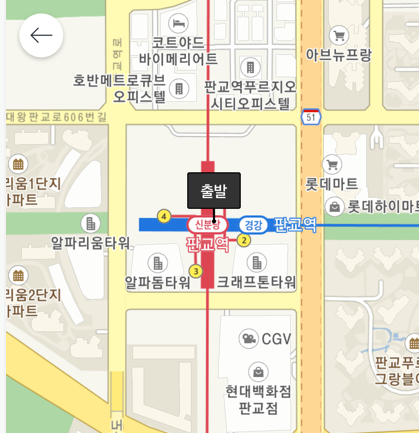 코트야드
바이메리어트
아브뉴프랑
호반메트로큐브
오피스텔
판교역푸르지오
시티오피스텔
대왕판교로606번길
51
리움1단지
파트
롯데마트
롯데하이마트
출발
4
신분당
경강
판교역
판교역
2
알파리움타워
3
알파돔타워
크래프톤타워
리움2단지
파트
CGV
현대백화점
판교점
판교푸르
그랑블